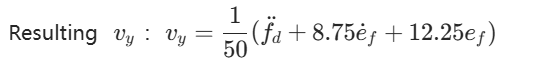 Resulting $v_y$ : $v_y = \frac{1}{50}(\ddot{f}_d + 8.75\dot{e}_f + 12.25e_f)$